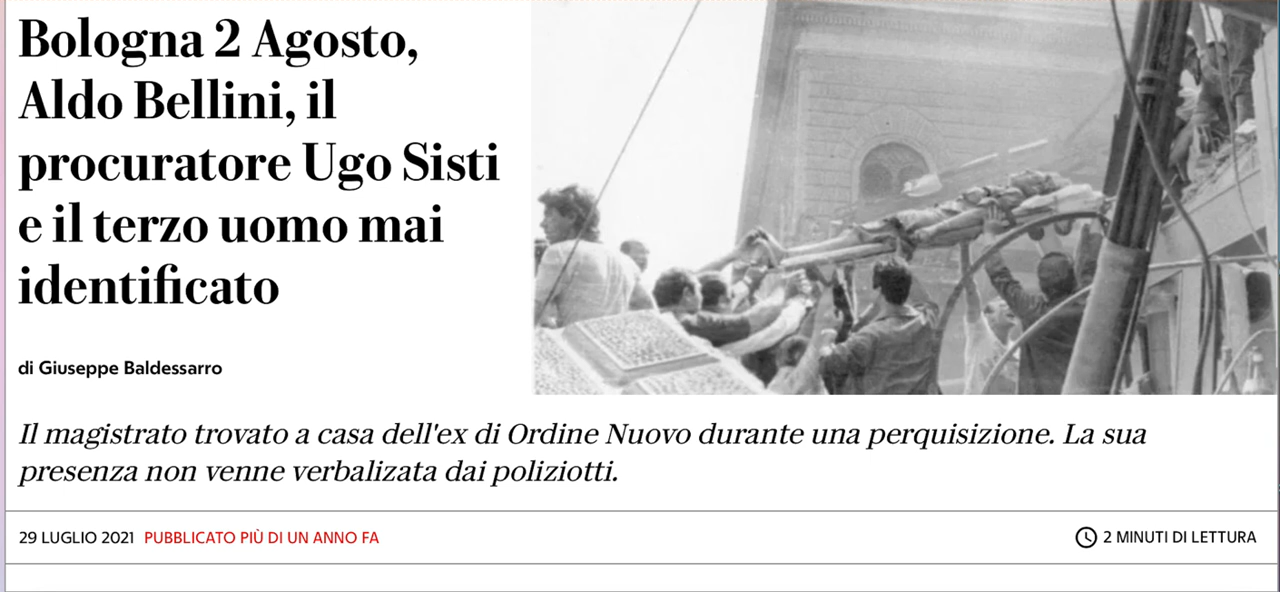 Bologna 2 Agosto,
Aldo Bellini, il
procuratore Ugo Sisti
e il terzo uomo mai
identificato
di Giuseppe Baldessarro
Il magistrato trovato a casa dell'ex di Ordine Nuovo durante una perquisizione. La sua
presenza non venne verbalizzata dai poliziotti.
29 LUGLIO 2021 PUBBLICATO PIÙ DI UN ANNO FA
2 MINUTI DI LETTURA